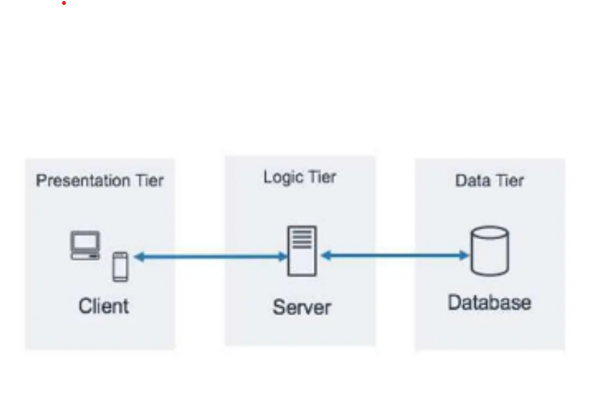 Presentation Tier
Logic Tier
Data Tier
Client
Server
Database